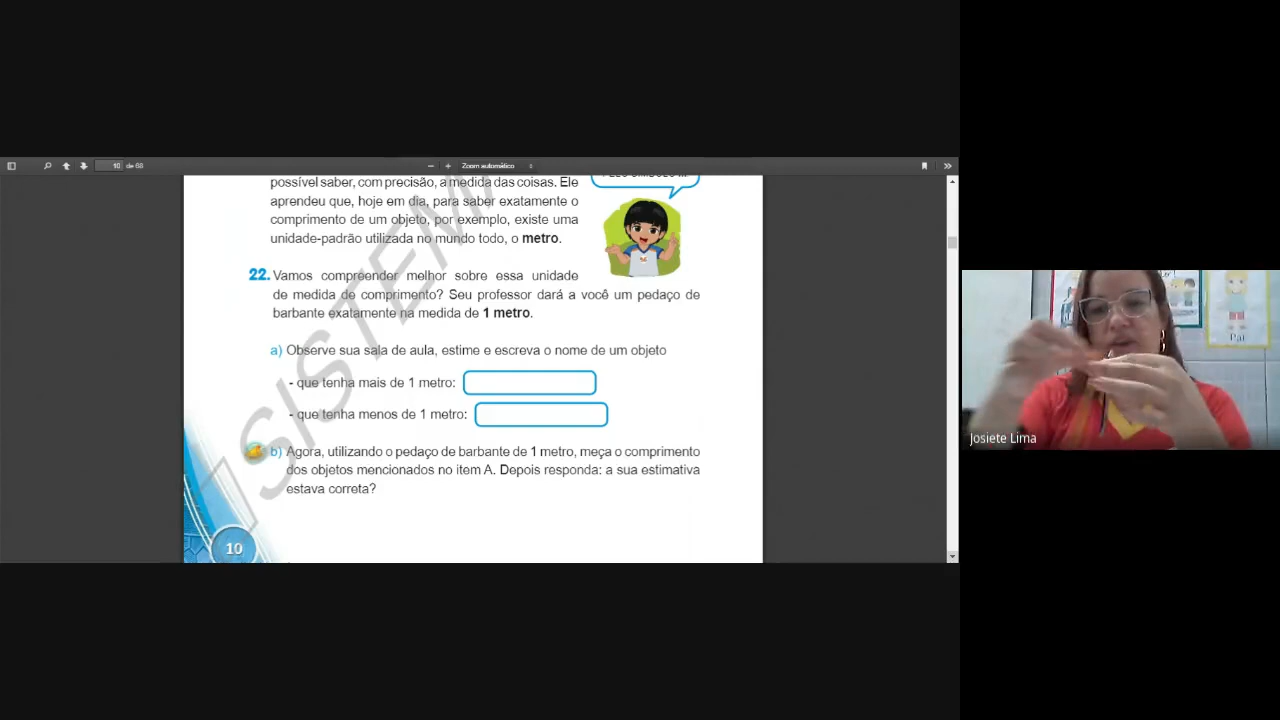 10 de 68
Zoom automático
possível saber, com precisão, a medida das coisas. Ele
aprendeu que, hoje em dia, para saber exatamente o
comprimento de um objeto, por exemplo, existe uma
unidade-padrão utilizada no mundo todo, o metro.
22. Vamos compreender melhor sobre essa unidade
de medida de comprimento? Seu professor dará a você um pedaço de
barbante exatamente na medida de 1 metro.
a) Observe sua sala de aula, estime e escreva o nome de um objeto
- que tenha mais de 1 metro:
- que tenha menos de 1 metro:
b) Agora, utilizando o pedaço de barbante de 1 metro, meça o comprimento
dos objetos mencionados no item A. Depois responda: a sua estimativa
estava correta?
10
SISTEM
Josiete Lima
Pai